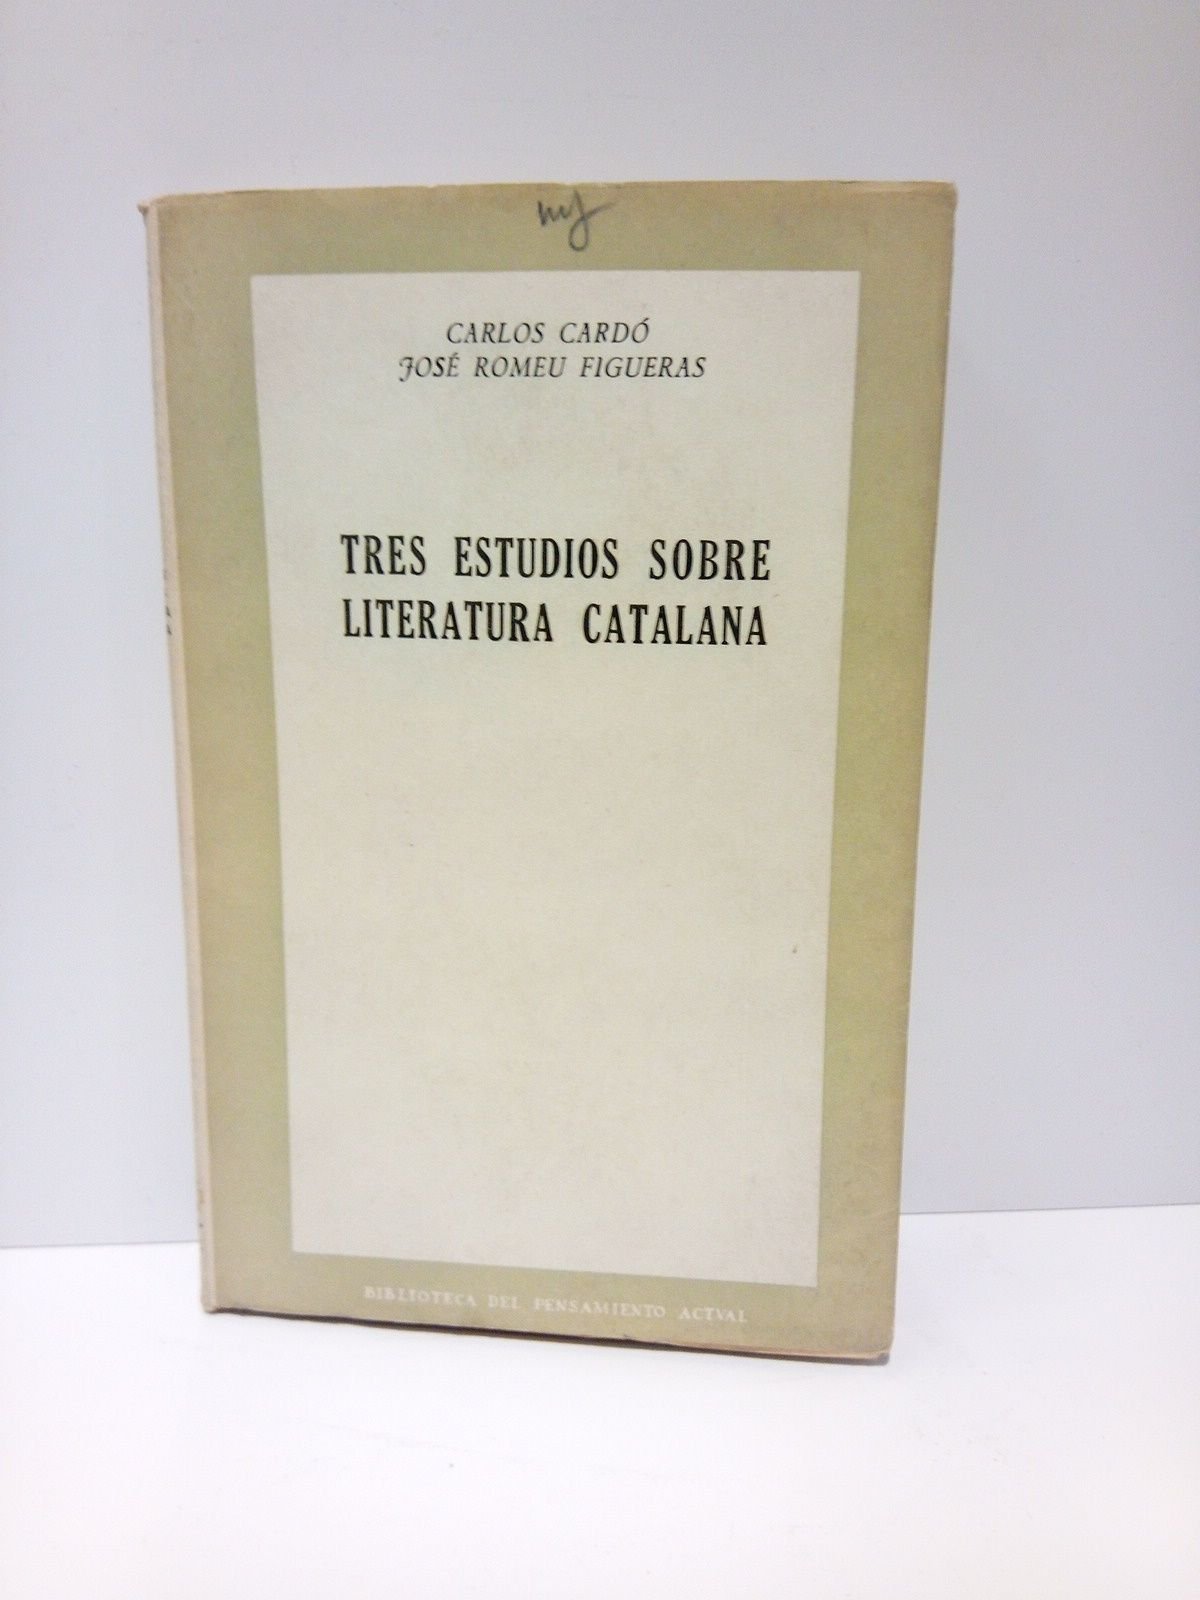 CARLOS CARDÓ
JOSÉ ROMEU FIGUERAS
TRES ESTUDIOS SOBRE
LITERATURA CATALANA
BIBLIOTECA DEL PENSAMIENTO ACTVAL